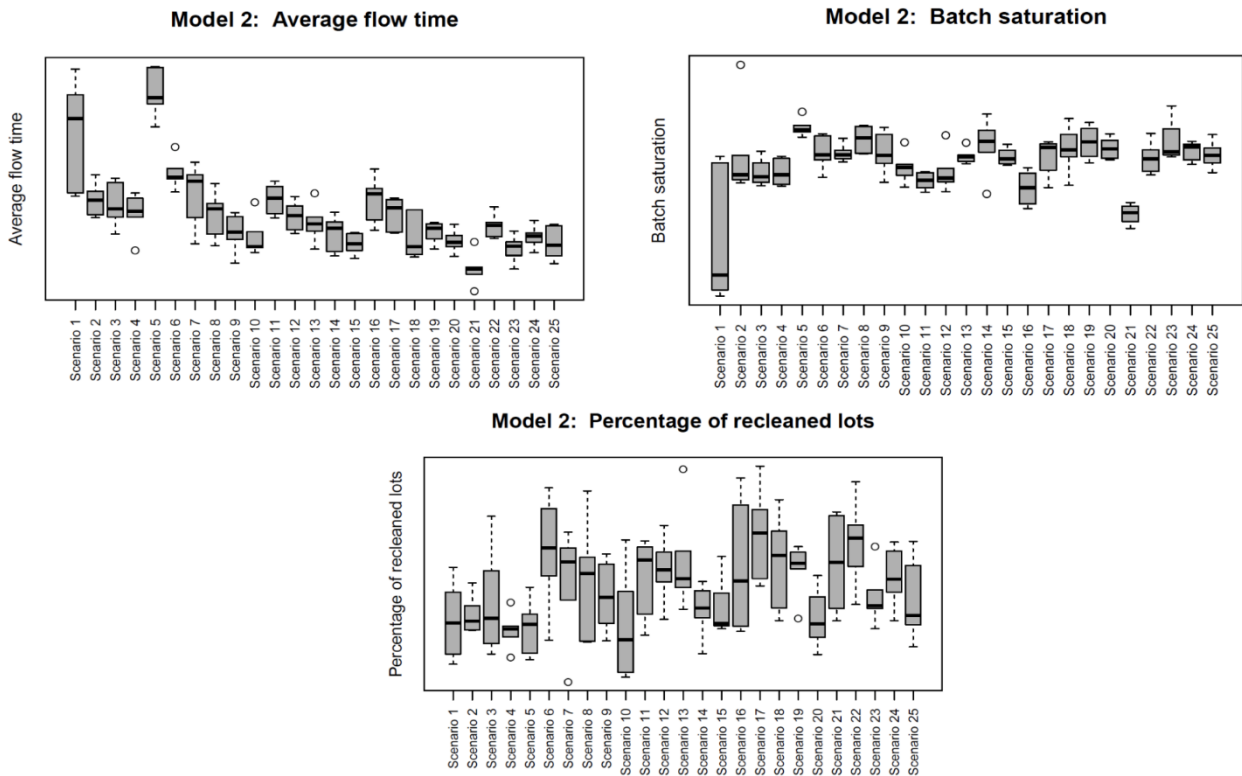 Model 2: Average flow time
Average flow time
Scenario 1
Scenario 2
Scenario 3
Scenario 4
Scenario 5
Scenario 6
Scenario 7
Scenario 8
Scenario 9
Scenario 10
Scenario 11
Scenario 12
Scenario 13
Scenario 14
Scenario 15
Scenario 16
Scenario 17
Scenario 18
Scenario 19
Scenario 20
Scenario 21
Scenario 22
Scenario 23
Scenario 24
Scenario 25
Model 2: Batch saturation
Batch saturation
Scenario 1
Scenario 2
Scenario 3
Scenario 4
Scenario 5
Scenario 6
Scenario 7
Scenario 8
Scenario 9
Scenario 10
Scenario 11
Scenario 12
Scenario 13
Scenario 14
Scenario 15
Scenario 16
Scenario 17
Scenario 18
Scenario 19
Scenario 20
Scenario 21
Scenario 22
Scenario 23
Scenario 24
Scenario 25
Model 2: Percentage of recleaned lots
Percentage of recleaned lots
Scenario 1
Scenario 2
Scenario 3
Scenario 4
Scenario 5
Scenario 6
Scenario 7
Scenario 8
Scenario 9
Scenario 10
Scenario 11
Scenario 12
Scenario 13
Scenario 14
Scenario 15
Scenario 16
Scenario 17
Scenario 18
Scenario 19
Scenario 20
Scenario 21
Scenario 22
Scenario 23
Scenario 24
Scenario 25